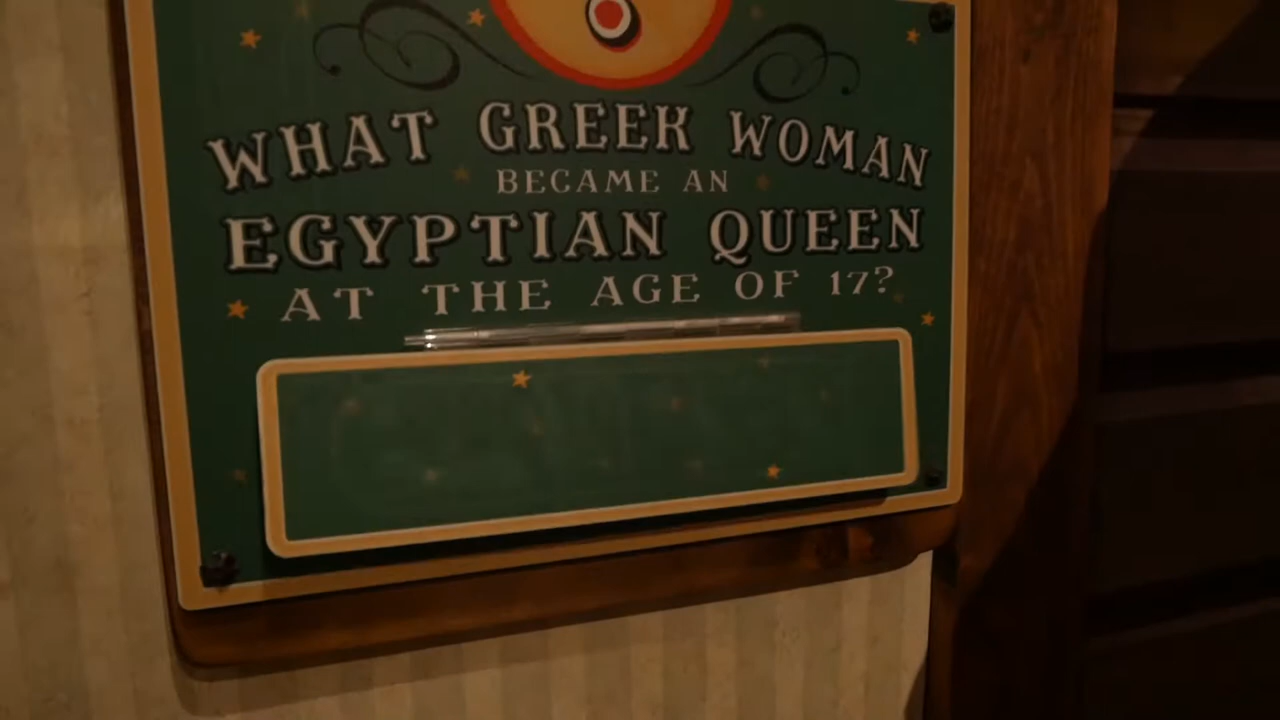 WHAT GREEK WOMAN
BECAME AN
EGYPTIAN QUEEN
AT THE AGE OF 17?